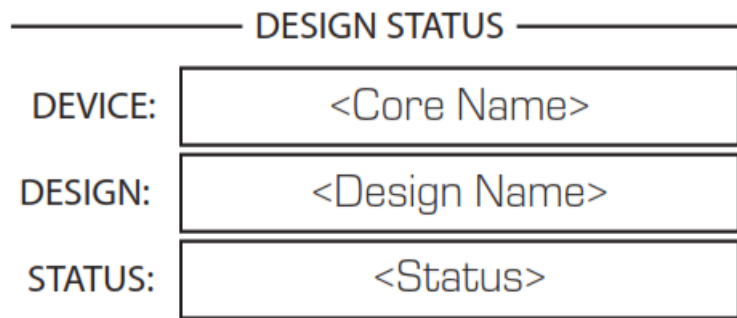 DESIGN STATUS
DEVICE: <Core Name>
DESIGN: <Design Name>
STATUS: <Status>